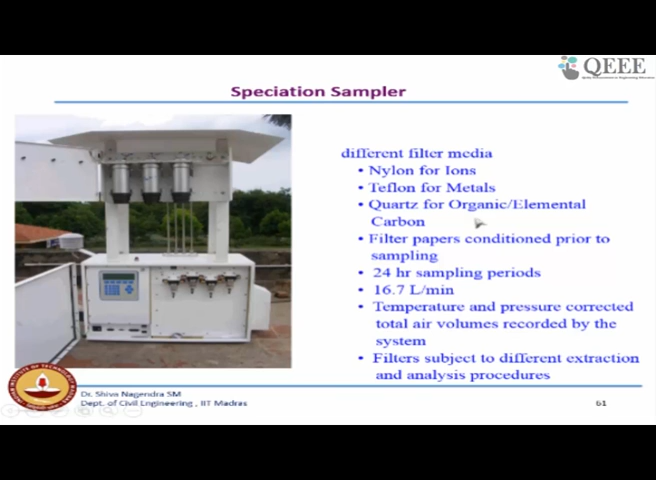 QEEE
Speciation Sampler
different filter media
• Nylon for Ions
• Teflon for Metals
• Quartz for Organic/Elemental
Carbon
• Filter papers conditioned prior to
sampling
• 24 hr sampling periods
• 16.7 L/min
• Temperature and pressure corrected
total air volumes recorded by the
system
• Filters subject to different extraction
and analysis procedures
Dr. Shiva Nagendra SM
Dept. of Civil Engineering , IIT Madras
61